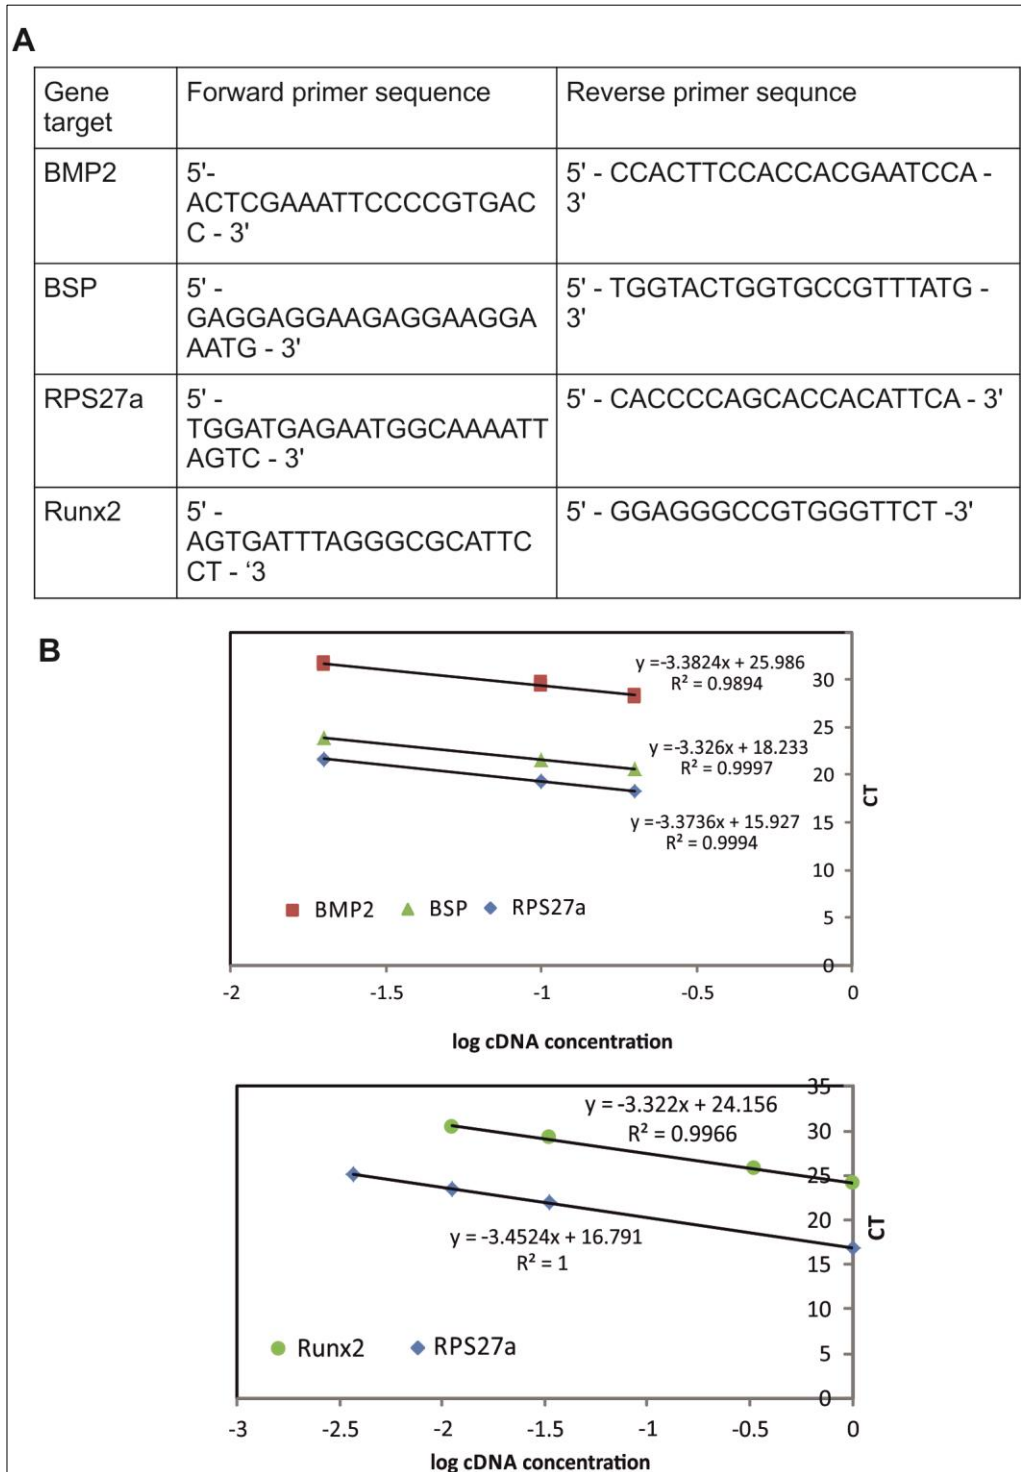 A
Gene target
Forward primer sequence
Reverse primer sequnce
BMP2
5'-
ACTCGAAATTCCCCGTGAC
C - 3'
5' - CCACTTCCACCACGAATCCA -
3'
BSP
5' -
GAGGAGGAAGAGGAAGGA
AATG - 3'
5' - TGGTACTGGTGCCGTTTATG -
3'
RPS27a
5' -
TGGATGAGAATGGCAAAATT
AGTC - 3'
5' - CACCCCAGCACCACATTCA - 3'
Runx2
5' -
AGTGATTTAGGGCGCATTC
CT - ‘3
5' - GGAGGGCCGTGGGTTCT -3'
B
y =-3.3824x + 25.986
R² = 0.9894
y =-3.326x + 18.233
R² = 0.9997
y =-3.3736x + 15.927
R² = 0.9994
30
25
20
15
10
5
0
CT
BMP2 BSP RPS27a
-2 -1.5 -1 -0.5 0
log cDNA concentration
y = -3.322x + 24.156
R² = 0.9966
y = -3.4524x + 16.791
R² = 1
35
30
25
20
15
10
5
0
CT
Runx2 RPS27a
-3 -2.5 -2 -1.5 -1 -0.5 0
log cDNA concentration